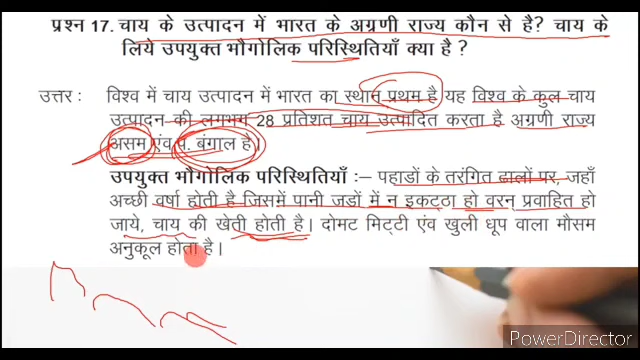 प्रश्न 17. चाय के उत्पादन में भारत के अग्रणी राज्य कौन से है? चाय के
लिये उपयुक्त भौगोलिक परिस्थितियाँ क्या है ?
उत्तर: विश्व में चाय उत्पादन में भारत का स्थान प्रथम है यह विश्व के कुल चाय
उत्पादन की लगभग 28 प्रतिशत चाय उत्पादित करता है अग्रणी राज्य
असम एंव प. बंगाल है।
उपयुक्त भौगोलिक परिस्थितियाँ :– पहाडों के तरंगित ढालों पर, जहाँ
अच्छी वर्षा होती है जिसमें पानी जडों में न इकट्ठा हो वरन् प्रवाहित हो
जाये, चाय की खेती होती है। दोमट मिट्टी एंव खुली धूप वाला मौसम
अनुकूल होता है।
PowerDirector